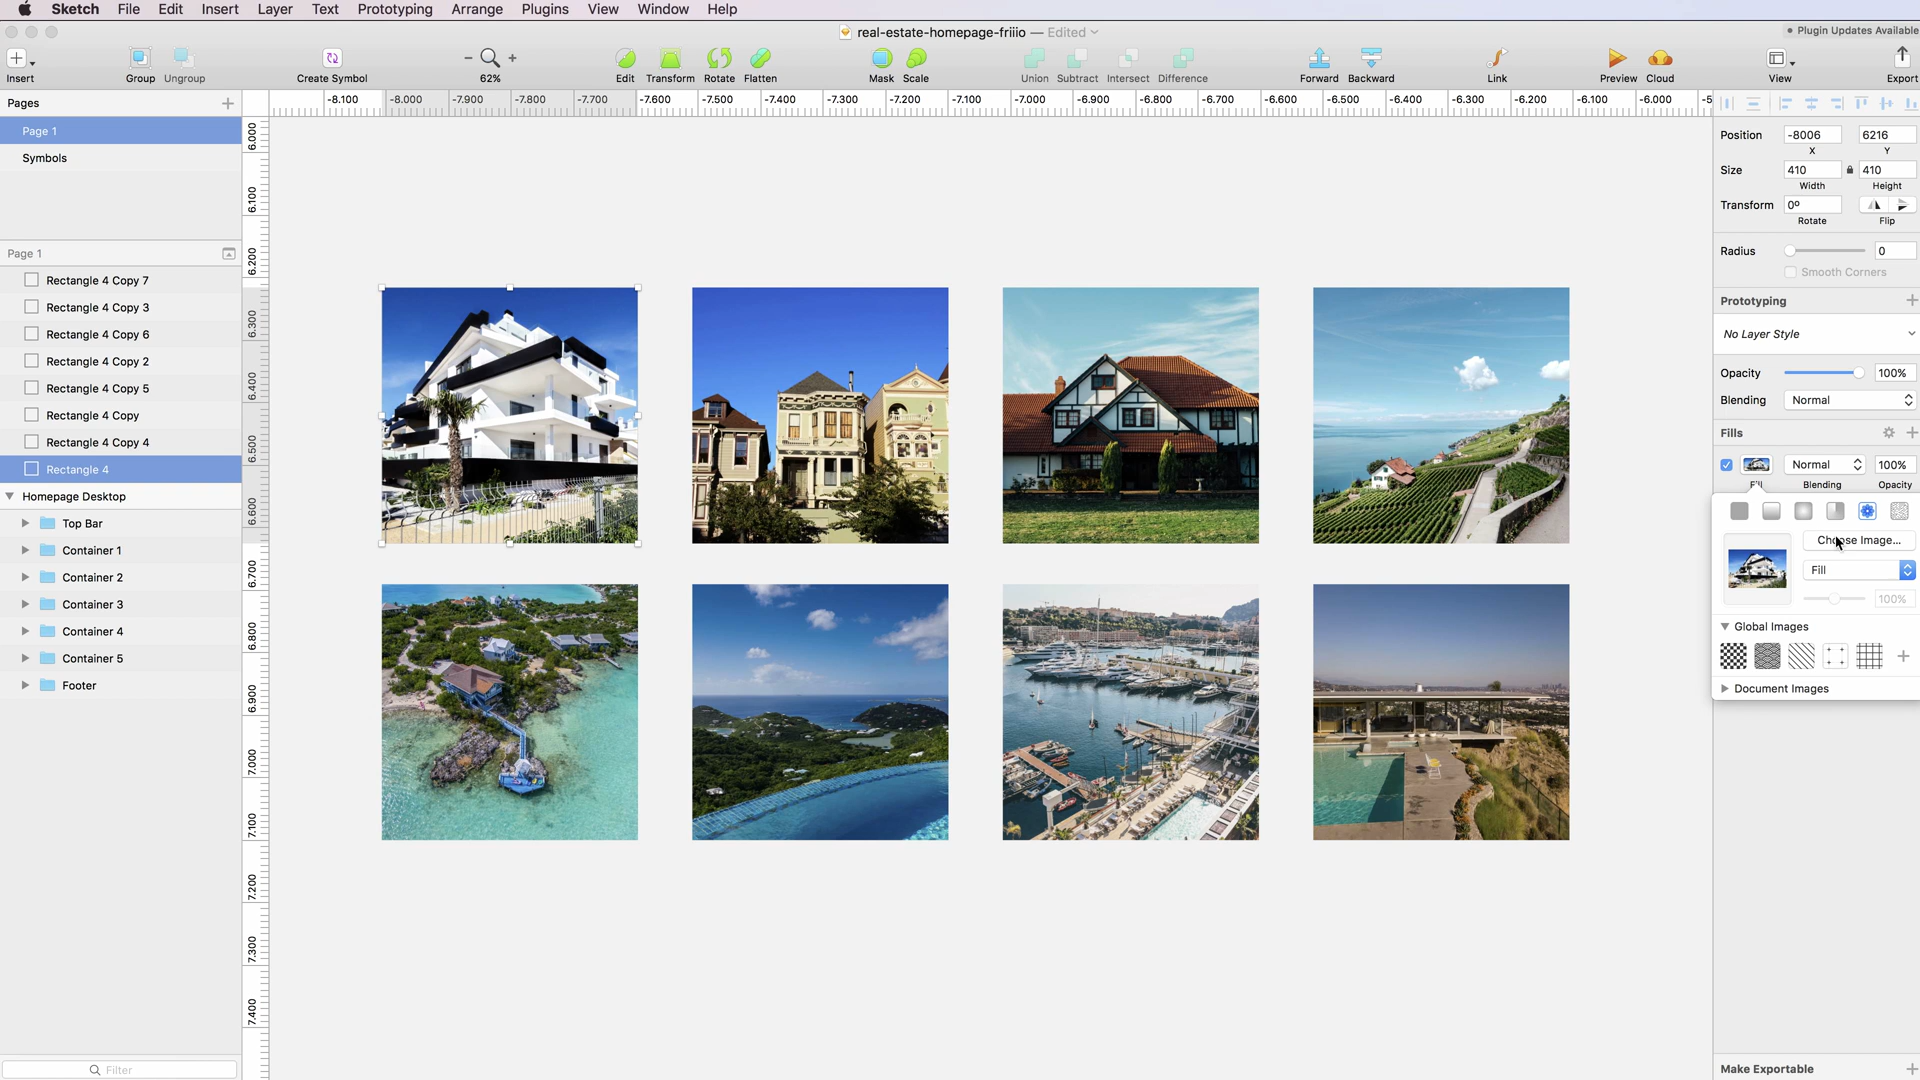 Sketch File Edit Insert Layer Text Prototyping Arrange Plugins View Window Help
real-estate-homepage-friiio — Edited
Plugin Updates Available
Insert Group Ungroup Create Symbol 62% Edit Transform Rotate Flatten Mask Scale Union Subtract Intersect Difference Forward Backward Link Preview Cloud View Export
Pages
-8.100 -8.000 -7.900 -7.800 -7.700 -7.600 -7.500 -7.400 -7.300 -7.200 -7.100 -7.000 -6.900 -6.800 -6.700 -6.600 -6.500 -6.400 -6.300 -6.200 -6.100 -6.000 -5
Page 1
Symbols
Page 1
Rectangle 4 Copy 7
Rectangle 4 Copy 3
Rectangle 4 Copy 6
Rectangle 4 Copy 2
Rectangle 4 Copy 5
Rectangle 4 Copy
Rectangle 4 Copy 4
Rectangle 4
Homepage Desktop
Top Bar
Container 1
Container 2
Container 3
Container 4
Container 5
Footer
Filter
6.000
6.100
6.200
6.300
6.400
6.500
6.600
6.700
6.800
6.900
7.000
7.100
7.200
7.300
7.400
Position -8006 6216
X Y
Size 410 410
Width Height
Transform 0º
Rotate Flip
Radius 0
Smooth Corners
Prototyping
No Layer Style
Opacity 100%
Blending Normal
Fills
Normal 100%
Fill Blending Opacity
Choose Image...
Fill
100%
Global Images
Document Images
Make Exportable